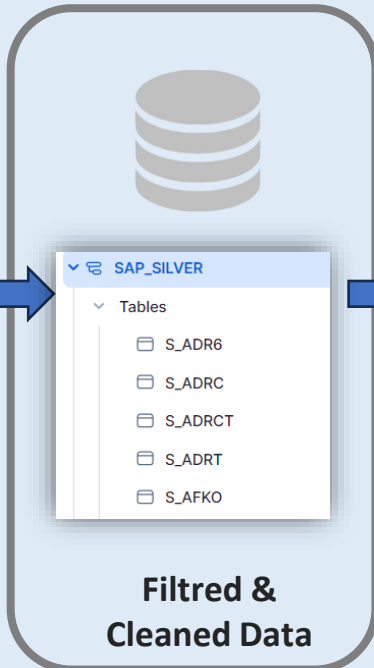 SAP_SILVER
Tables
S_ADR6
S_ADRC
S_ADRCT
S_ADRT
S_AFKO
Filtred &
Cleaned Data